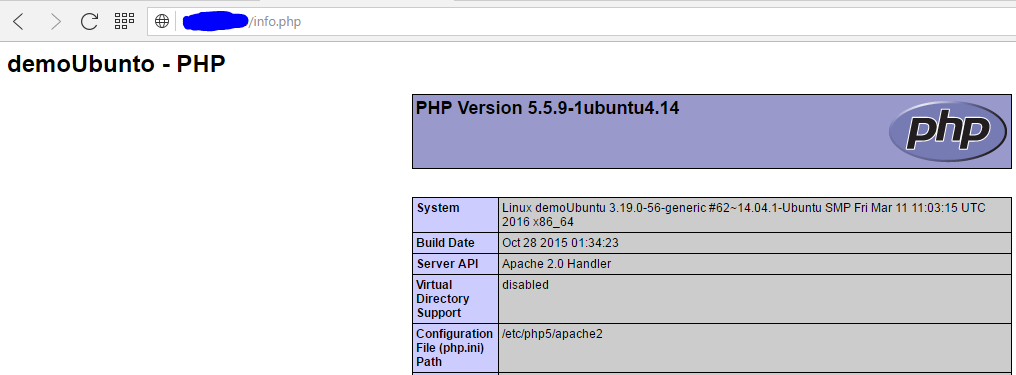 /info.php
demoUbunto - PHP
PHP Version 5.5.9-1ubuntu4.14
php
System
Linux demoUbuntu 3.19.0-56-generic #62~14.04.1-Ubuntu SMP Fri Mar 11 11:03:15 UTC
2016 x86_64
Build Date
Oct 28 2015 01:34:23
Server API
Apache 2.0 Handler
Virtual
Directory
Support
disabled
Configuration
File (php.ini)
Path
/etc/php5/apache2